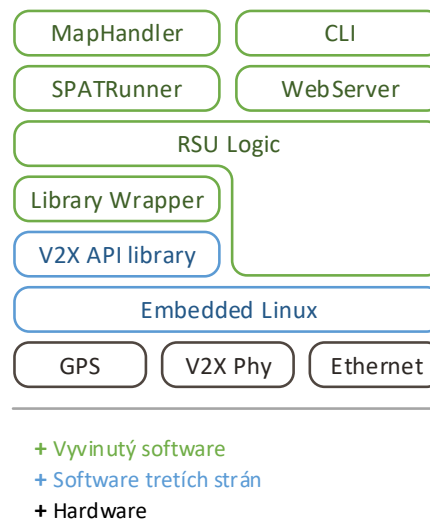 MapHandler CLI
SPATRunner WebServer
RSU Logic
Library Wrapper
V2X API library
Embedded Linux
GPS V2X Phy Ethernet
+ Vyvinutý software
+ Software tretích strán
+ Hardware